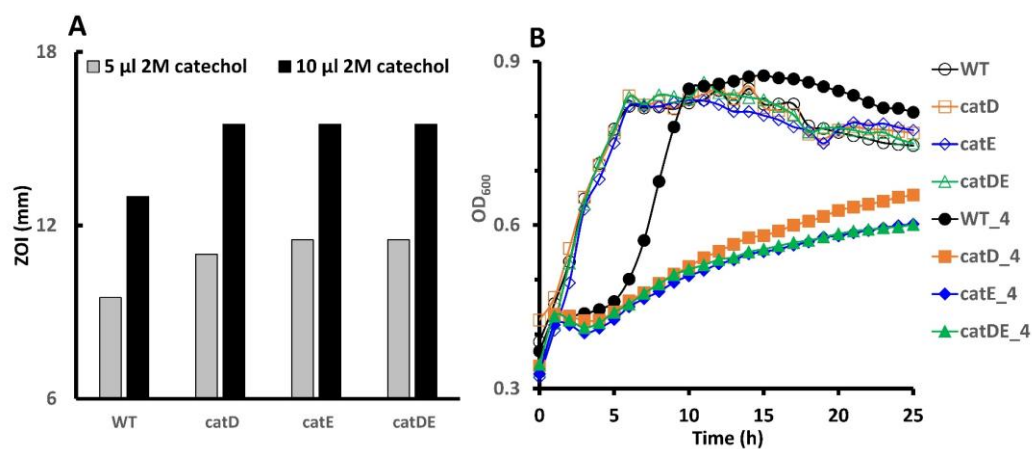 A
5 µl 2M catechol
10 µl 2M catechol
18
12
6
ZOI (mm)
WT
catD
catE
catDE
B
0.9
0.6
0.3
OD600
0
5
10
15
20
25
Time (h)
WT
catD
catE
catDE
WT_4
catD_4
catE_4
catDE_4